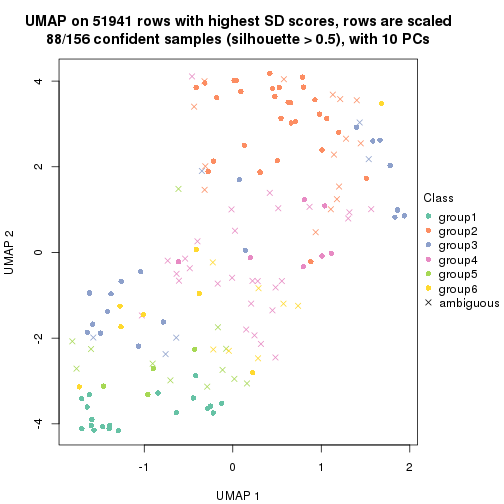 UMAP on 51941 rows with highest SD scores, rows are scaled
88/156 confident samples (silhouette > 0.5), with 10 PCs
4
2
0
-2
-4
UMAP 2
-1
0
1
2
UMAP 1
Class
group1
group2
group3
group4
group5
group6
ambiguous